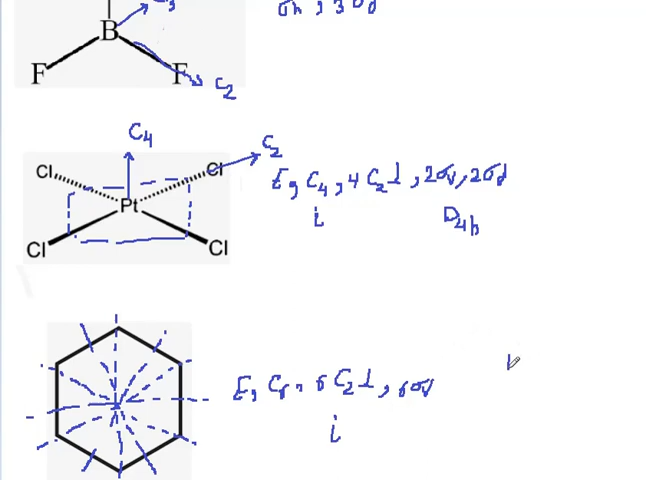 C3
σh, 3σd
B
F F
C2
C4 C2
Cl Cl
Pt
Cl Cl
E, C4, 4C2⊥, 2σv, 2σd
i D4h
E, C6, 6C2⊥, 6σv
i